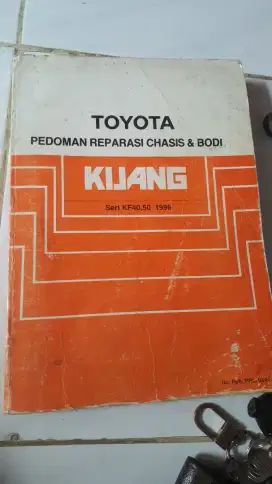 TOYOTA
PEDOMAN REPARASI CHASIS & BODI
KIJANG
Seri KF40,50 1996